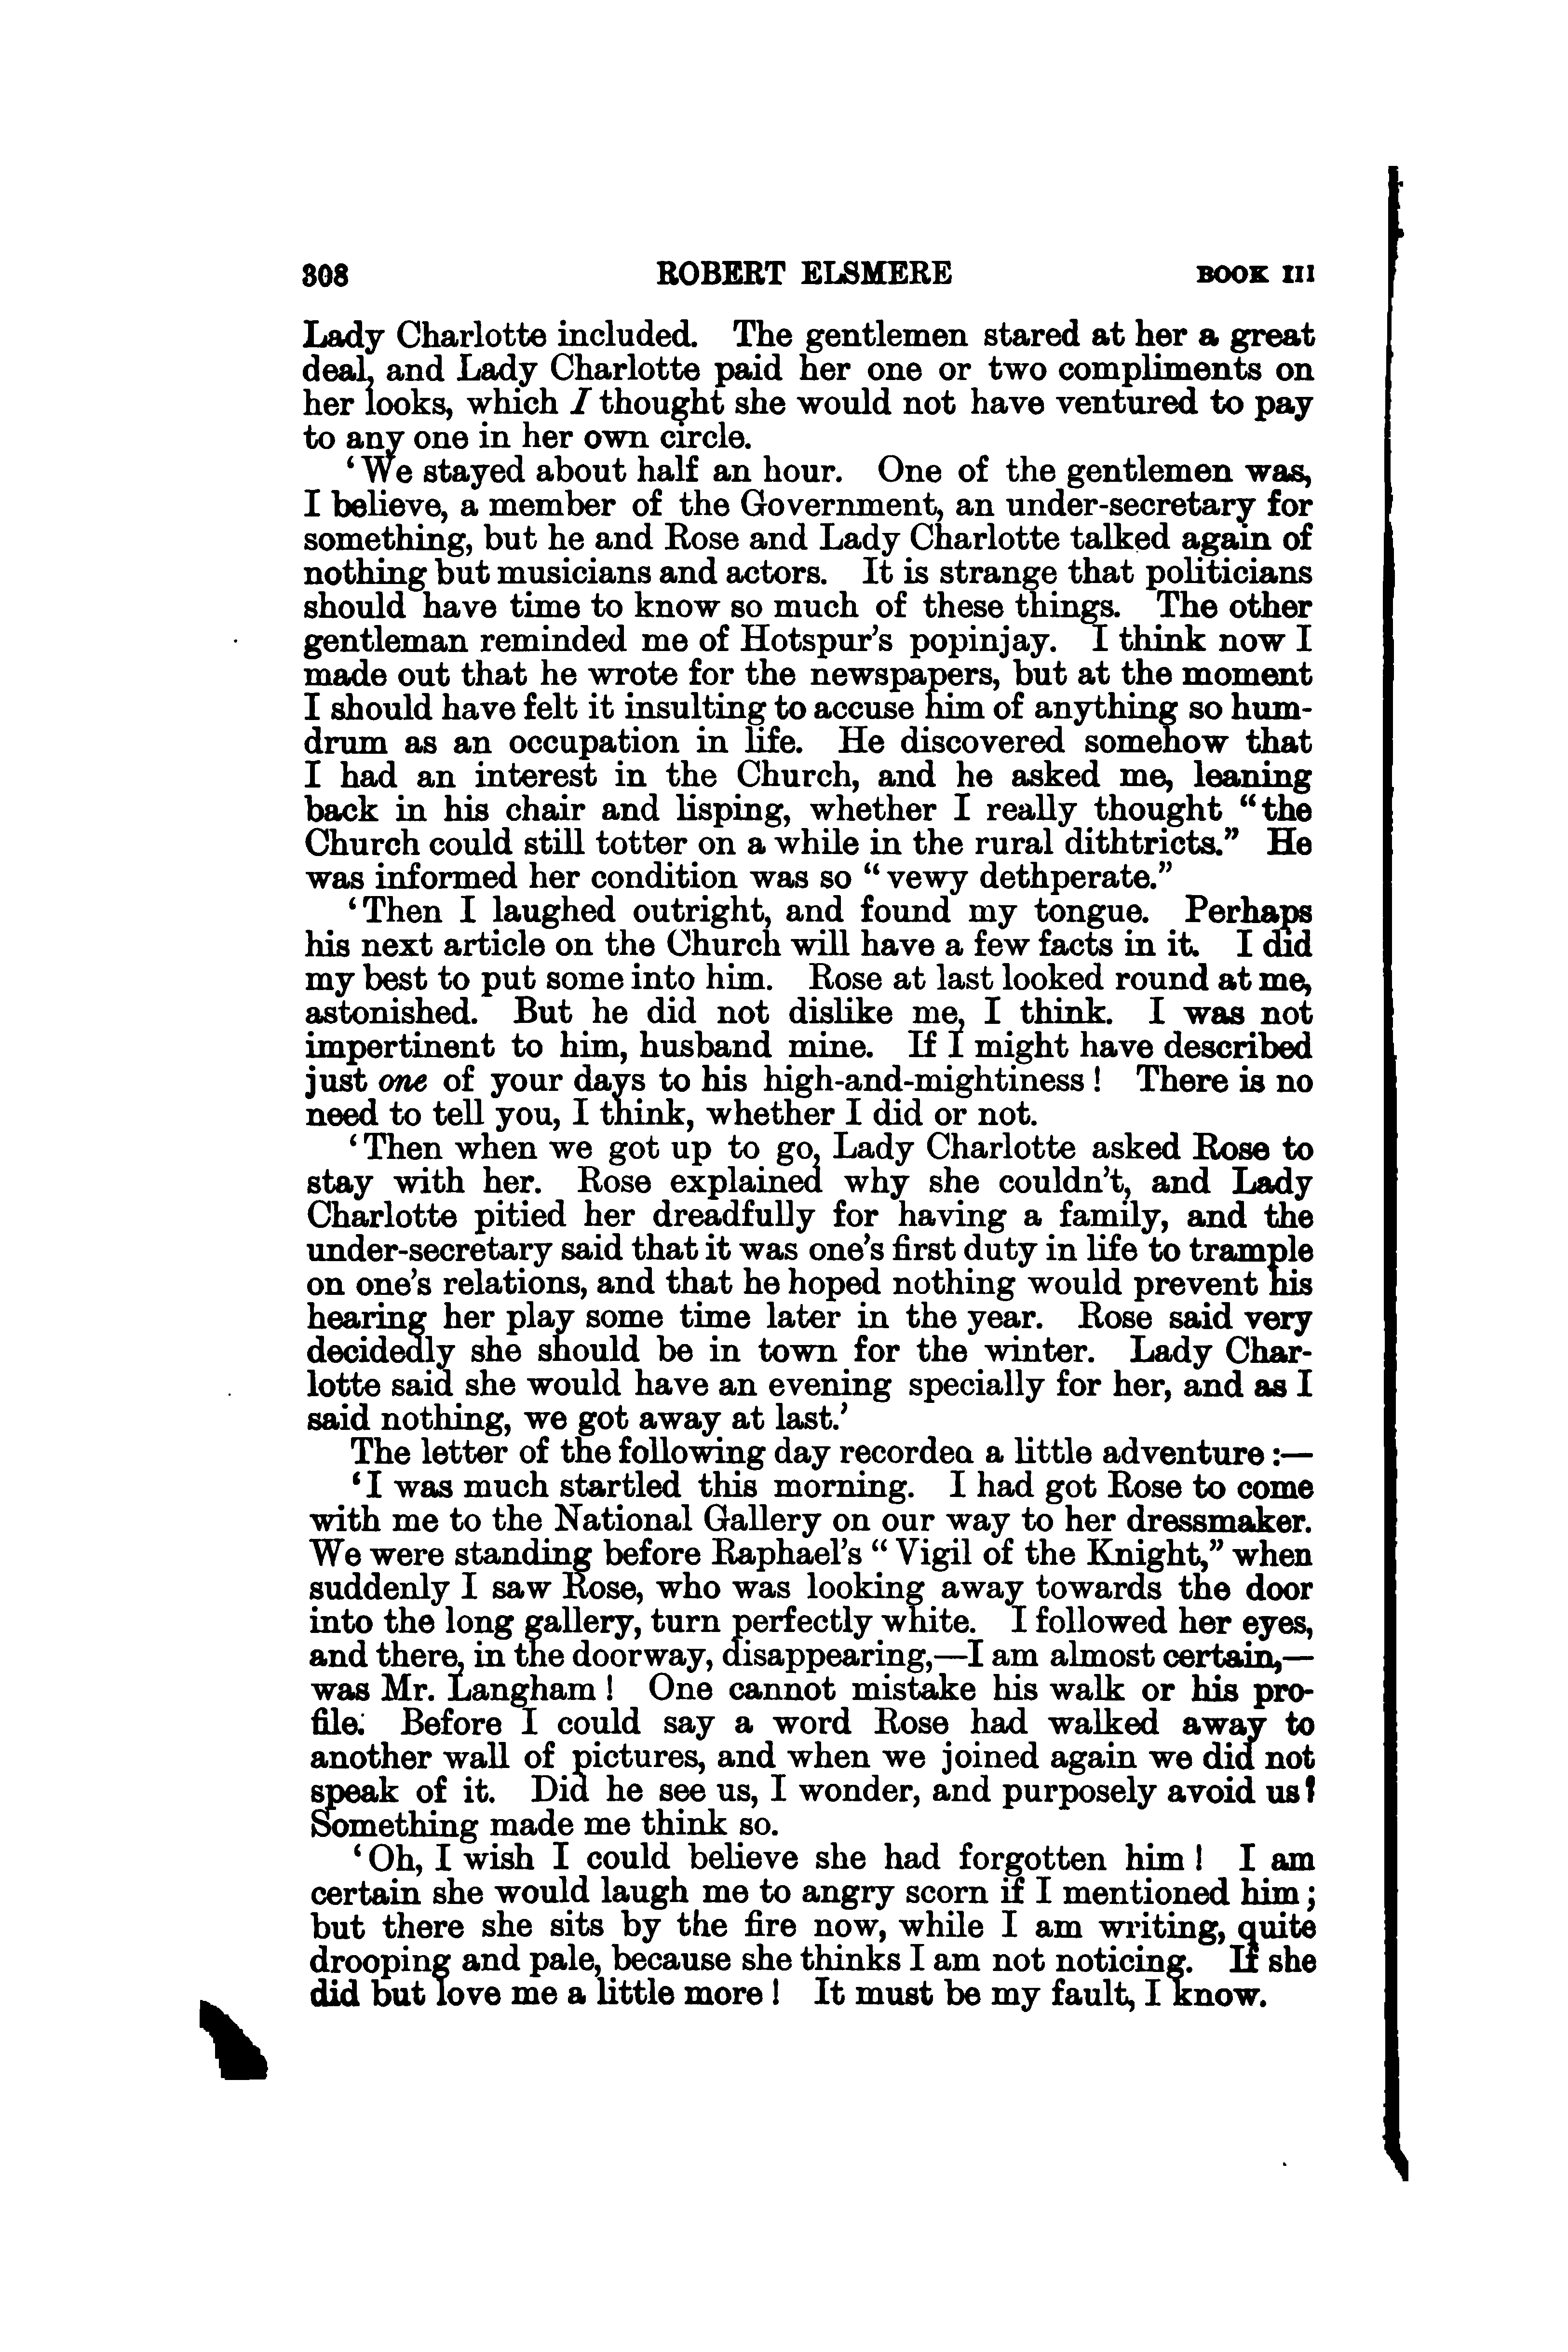 308 ROBERT ELSMERE BOOK III
Lady Charlotte included. The gentlemen stared at her a great
deal, and Lady Charlotte paid her one or two compliments on
her looks, which I thought she would not have ventured to pay
to any one in her own circle.
‘We stayed about half an hour. One of the gentlemen was,
I believe, a member of the Government, an under-secretary for
something, but he and Rose and Lady Charlotte talked again of
nothing but musicians and actors. It is strange that politicians
should have time to know so much of these things. The other
gentleman reminded me of Hotspur’s popinjay. I think now I
made out that he wrote for the newspapers, but at the moment
I should have felt it insulting to accuse him of anything so hum-
drum as an occupation in life. He discovered somehow that
I had an interest in the Church, and he asked me, leaning
back in his chair and lisping, whether I really thought “the
Church could still totter on a while in the rural dithtricts.” He
was informed her condition was so “vewy dethperate.”
‘Then I laughed outright, and found my tongue. Perhaps
his next article on the Church will have a few facts in it. I did
my best to put some into him. Rose at last looked round at me,
astonished. But he did not dislike me, I think. I was not
impertinent to him, husband mine. If I might have described
just one of your days to his high-and-mightiness! There is no
need to tell you, I think, whether I did or not.
‘Then when we got up to go, Lady Charlotte asked Rose to
stay with her. Rose explained why she couldn’t, and Lady
Charlotte pitied her dreadfully for having a family, and the
under-secretary said that it was one’s first duty in life to trample
on one’s relations, and that he hoped nothing would prevent his
hearing her play some time later in the year. Rose said very
decidedly she should be in town for the winter. Lady Char-
lotte said she would have an evening specially for her, and as I
said nothing, we got away at last.’
The letter of the following day recorded a little adventure:—
‘I was much startled this morning. I had got Rose to come
with me to the National Gallery on our way to her dressmaker.
We were standing before Raphael’s “Vigil of the Knight,” when
suddenly I saw Rose, who was looking away towards the door
into the long gallery, turn perfectly white. I followed her eyes,
and there, in the doorway, disappearing,—I am almost certain,—
was Mr. Langham! One cannot mistake his walk or his pro-
file. Before I could say a word Rose had walked away to
another wall of pictures, and when we joined again we did not
speak of it. Did he see us, I wonder, and purposely avoid us?
Something made me think so.
‘Oh, I wish I could believe she had forgotten him! I am
certain she would laugh me to angry scorn if I mentioned him;
but there she sits by the fire now, while I am writing, quite
drooping and pale, because she thinks I am not noticing. If she
did but love me a little more! It must be my fault, I know.